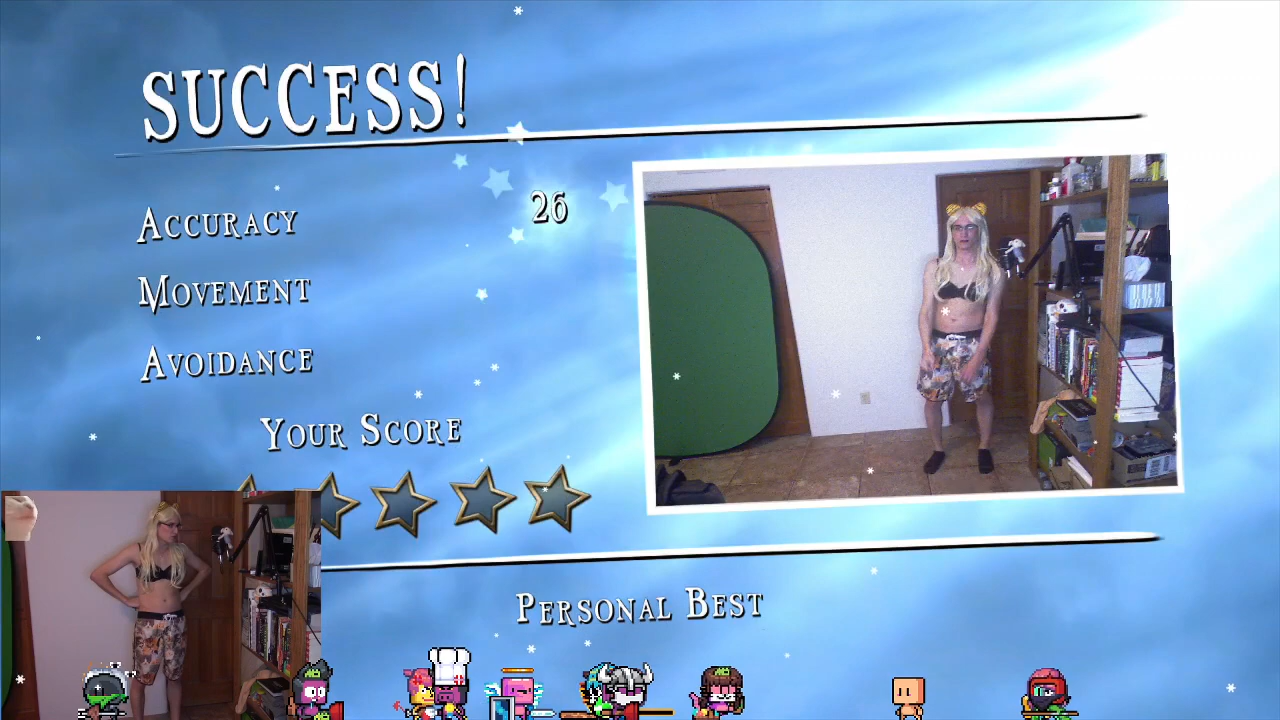 SUCCESS!
ACCURACY 26
MOVEMENT
AVOIDANCE
YOUR SCORE
PERSONAL BEST